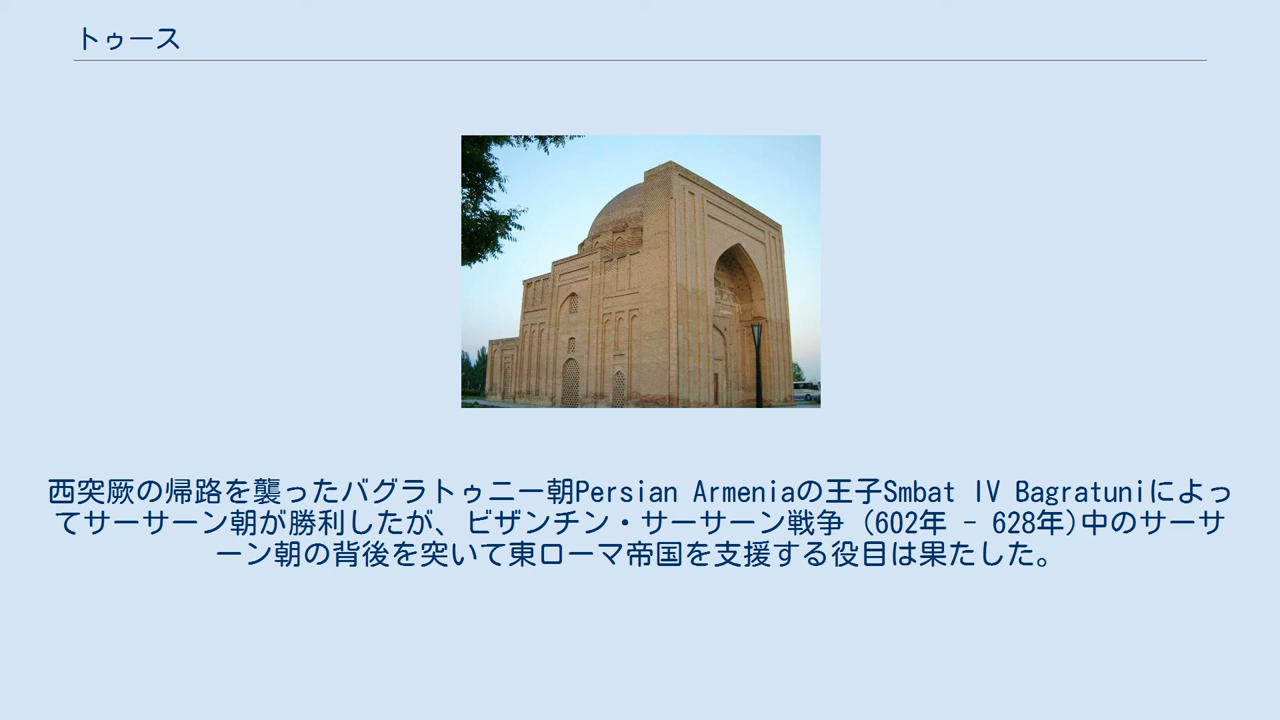 トゥース
西突厥の帰路を襲ったバグラトゥニー朝Persian Armeniaの王子Smbat IV Bagratuniによっ
てサーサーン朝が勝利したが、ビザンチン・サーサーン戦争 (602年 - 628年)中のサーサ
ーン朝の背後を突いて東ローマ帝国を支援する役目は果たした。